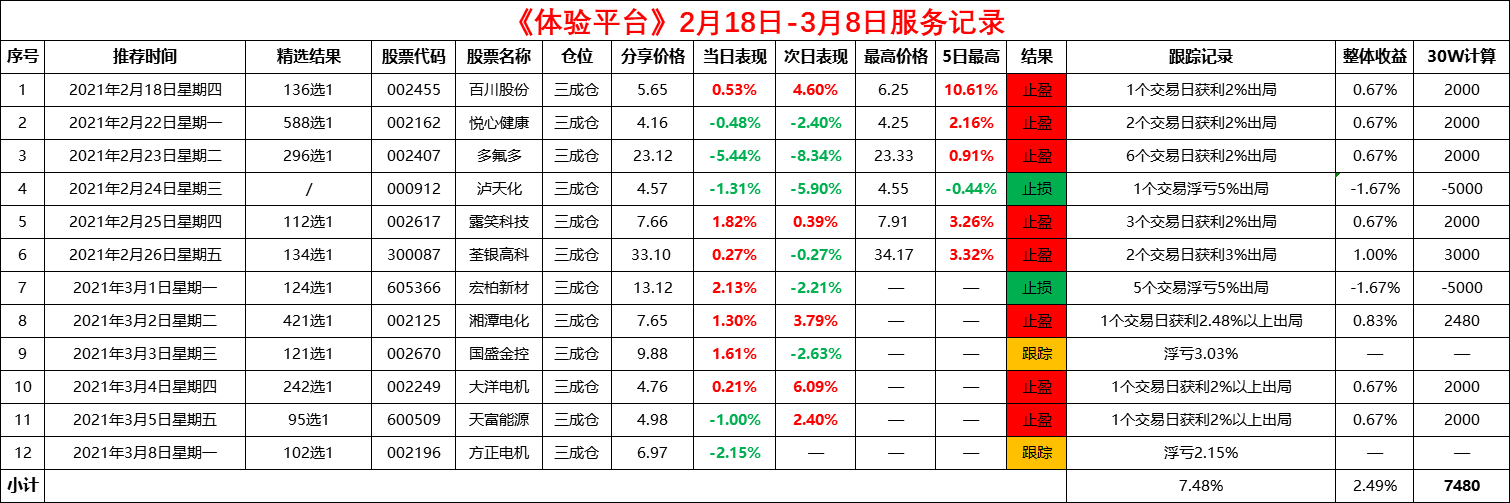 《体验平台》2月18日-3月8日服务记录
序号 推荐时间 精选结果 股票代码 股票名称 仓位 分享价格 当日表现 次日表现 最高价格 5日最高 结果 跟踪记录 整体收益 30W计算
1 2021年2月18日星期四 136选1 002455 百川股份 三成仓 5.65 0.53% 4.60% 6.25 10.61% 止盈 1个交易日获利2%出局 0.67% 2000
2 2021年2月22日星期一 588选1 002162 悦心健康 三成仓 4.16 -0.48% -2.40% 4.25 2.16% 止盈 2个交易日获利2%出局 0.67% 2000
3 2021年2月23日星期二 296选1 002407 多氟多 三成仓 23.12 -5.44% -8.34% 23.33 0.91% 止盈 6个交易日获利2%出局 0.67% 2000
4 2021年2月24日星期三 / 000912 泸天化 三成仓 4.57 -1.31% -5.90% 4.55 -0.44% 止损 1个交易浮亏5%出局 -1.67% -5000
5 2021年2月25日星期四 112选1 002617 露笑科技 三成仓 7.66 1.82% 0.39% 7.91 3.26% 止盈 3个交易日获利2%出局 0.67% 2000
6 2021年2月26日星期五 134选1 300087 荃银高科 三成仓 33.10 0.27% -0.27% 34.17 3.32% 止盈 2个交易日获利3%出局 1.00% 3000
7 2021年3月1日星期一 124选1 605366 宏柏新材 三成仓 13.12 2.13% -2.21% — — 止损 5个交易浮亏5%出局 -1.67% -5000
8 2021年3月2日星期二 421选1 002125 湘潭电化 三成仓 7.65 1.30% 3.79% — — 止盈 1个交易日获利2.48%以上出局 0.83% 2480
9 2021年3月3日星期三 121选1 002670 国盛金控 三成仓 9.88 1.61% -2.63% — — 跟踪 浮亏3.03% — —
10 2021年3月4日星期四 242选1 002249 大洋电机 三成仓 4.76 0.21% 6.09% — — 止盈 1个交易日获利2%以上出局 0.67% 2000
11 2021年3月5日星期五 95选1 600509 天富能源 三成仓 4.98 -1.00% 2.40% — — 止盈 1个交易日获利2%以上出局 0.67% 2000
12 2021年3月8日星期一 102选1 002196 方正电机 三成仓 6.97 -2.15% — — — 跟踪 浮亏2.15% — —
小计 7.48% 2.49% 7480